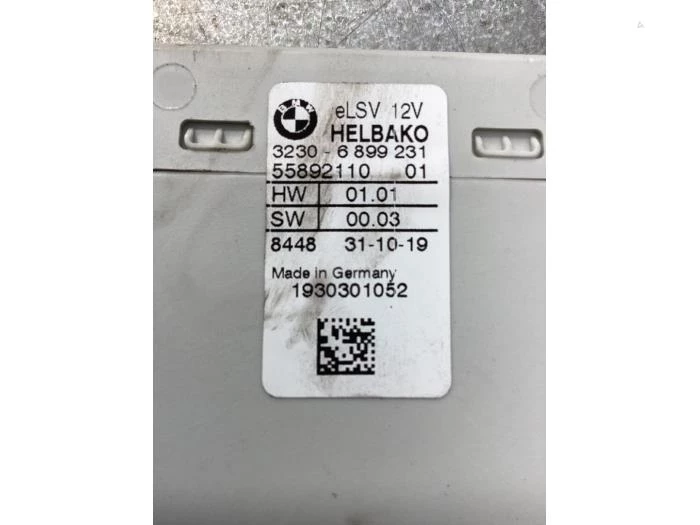 BMW
eLSV 12V
HELBAKO
3230 - 6 899 231
55892110 01
HW 01.01
SW 00.03
8448 31-10-19
Made in Germany
1930301052